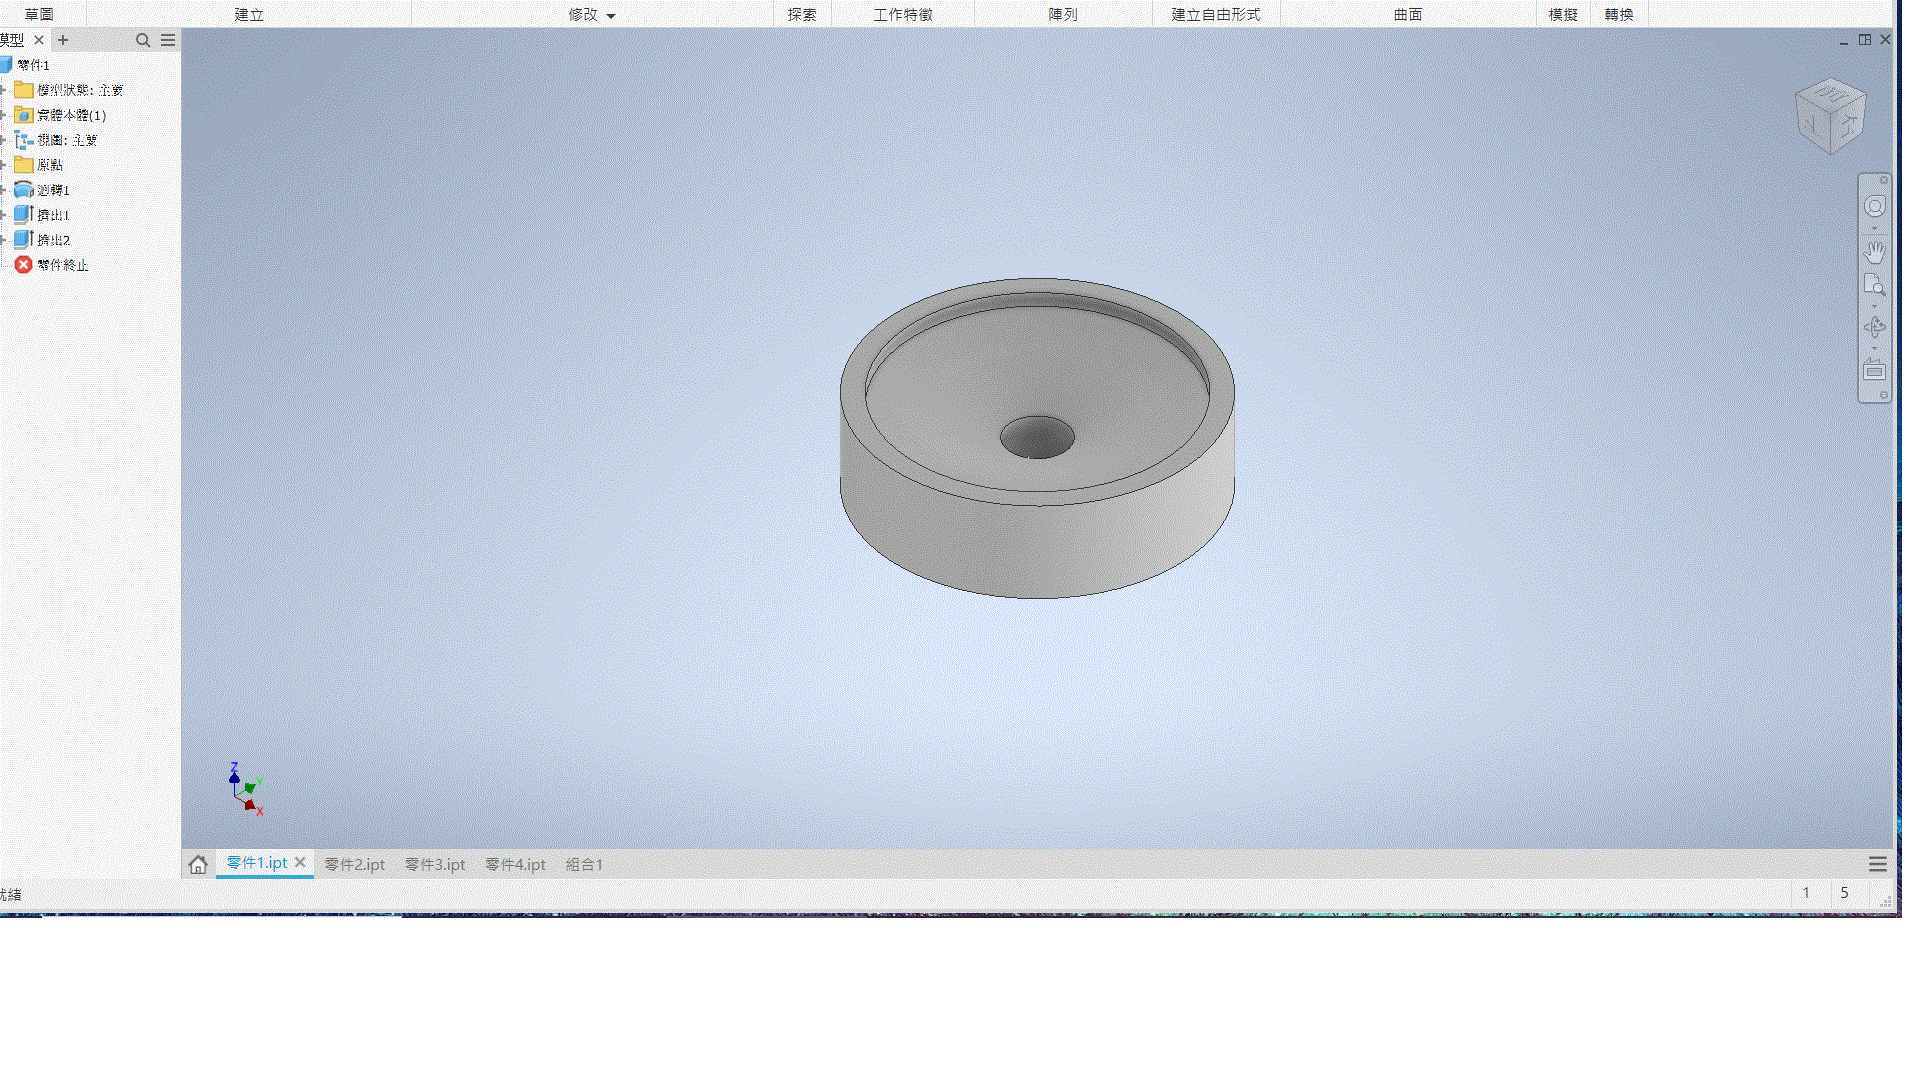 草圖 建立 修改 探索 工作特徵 陣列 建立自由形式 曲面 模擬 轉換
模型
零件1
模型狀態: 主要
實體本體(1)
視圖: 主要
原點
迴轉1
擠出1
擠出2
零件終止
Z
Y
X
零件1.ipt 零件2.ipt 零件3.ipt 零件4.ipt 組合1
就緒 1 5